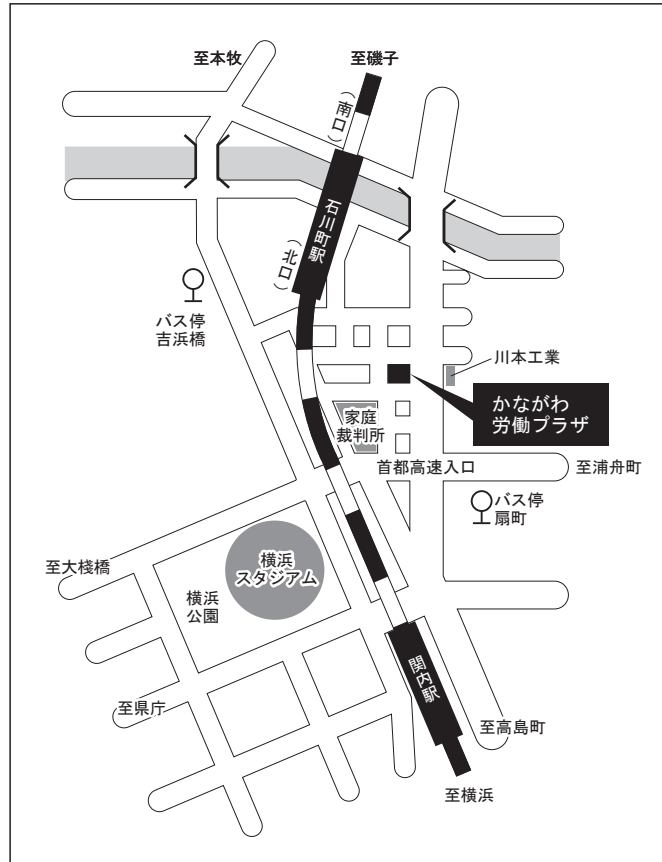 至本牧
至磯子
（南口）
石川町駅
（北口）
バス停
吉浜橋
川本工業
かながわ
労働プラザ
家庭
裁判所
首都高速入口
至浦舟町
バス停
扇町
横浜
スタジアム
至大棧橋
横浜
公園
関内駅
至県庁
至高島町
至横浜